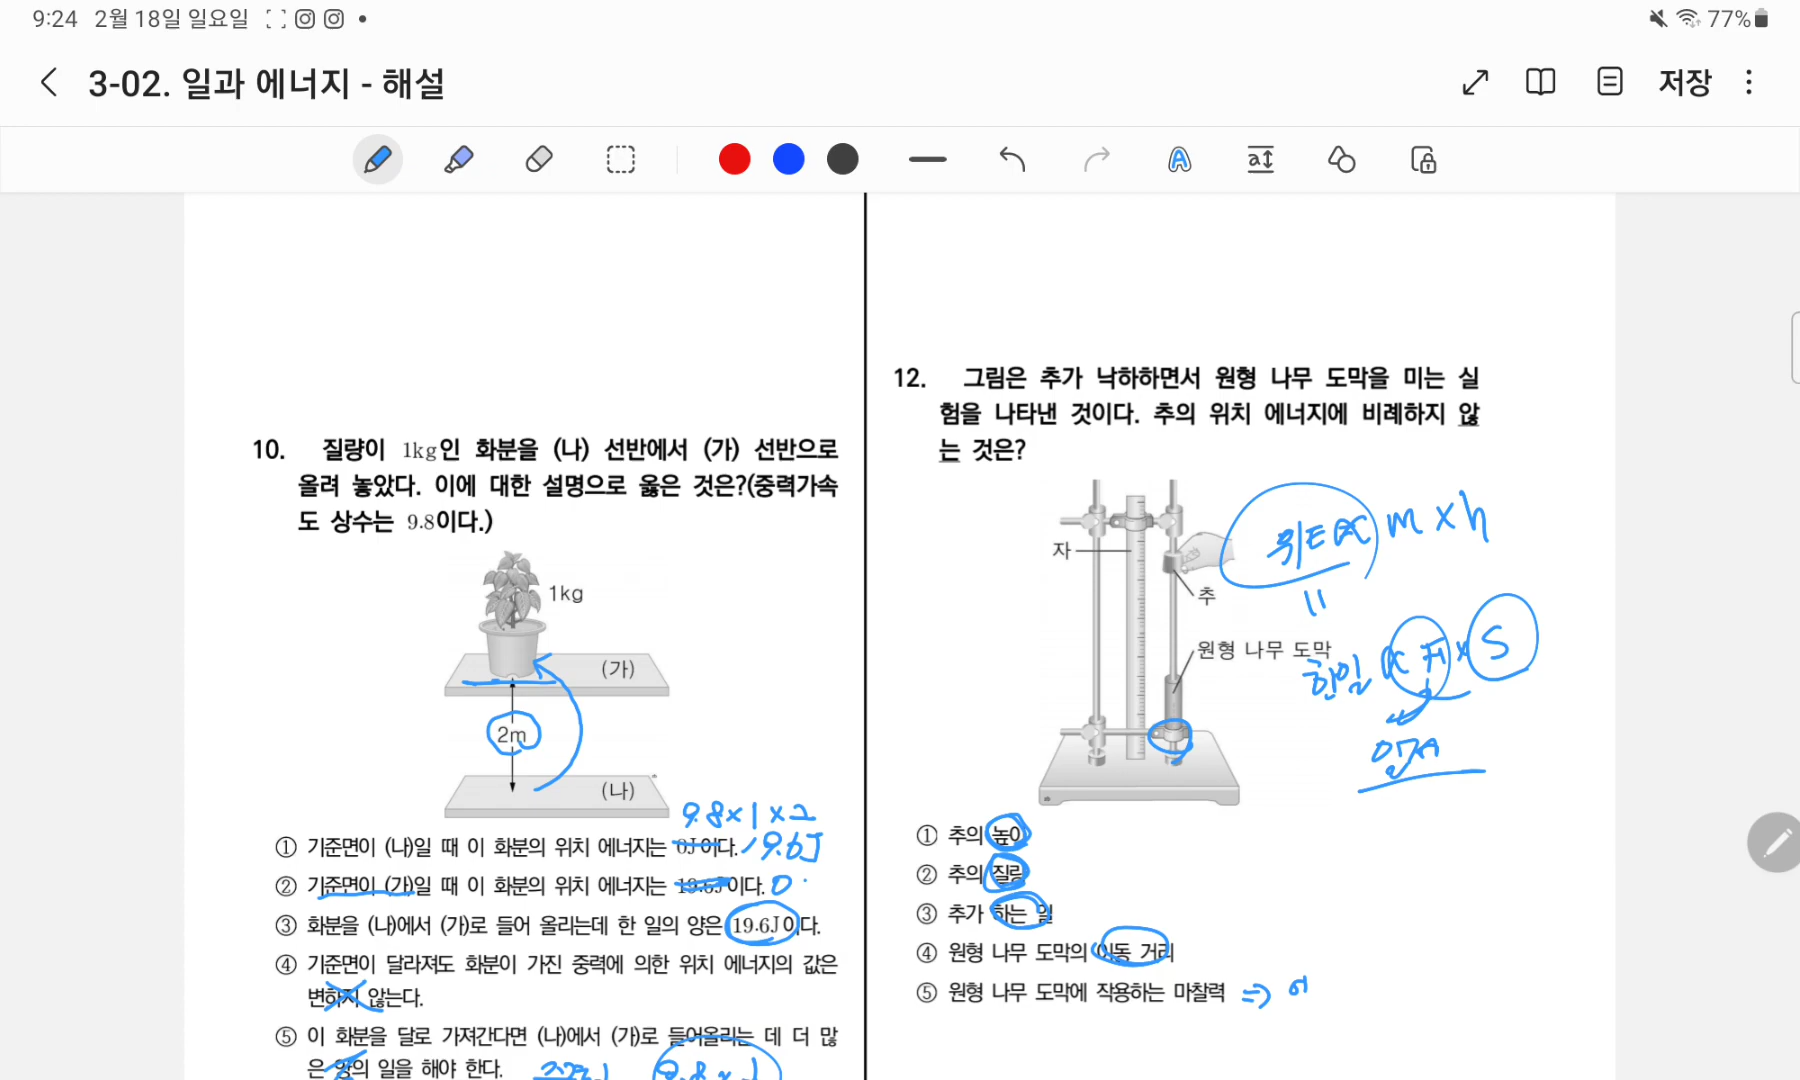 9:24 2월 18일 일요일
77%
3-02. 일과 에너지 - 해설
저장
10. 질량이 1kg인 화분을 (나) 선반에서 (가) 선반으로
올려 놓았다. 이에 대한 설명으로 옳은 것은?(중력가속
도 상수는 9.8이다.)
1kg
(가)
2m
(나)
9.8×1×2
① 기준면이 (나)일 때 이 화분의 위치 에너지는 0J이다. 19.6J
② 기준면이 (가)일 때 이 화분의 위치 에너지는 19.6J이다. 0
③ 화분을 (나)에서 (가)로 들어 올리는데 한 일의 양은 19.6J이다.
④ 기준면이 달라져도 화분이 가진 중력에 의한 위치 에너지의 값은
변하지 않는다.
⑤ 이 화분을 달로 가져간다면 (나)에서 (가)로 들어올리는 데 더 많
은 양의 일을 해야 한다.
12. 그림은 추가 낙하하면서 원형 나무 도막을 미는 실
험을 나타낸 것이다. 추의 위치 에너지에 비례하지 않
는 것은?
위E ∝ m × h
자
추
원형 나무 도막
한일 ∝ F × S
일정
① 추의 높이
② 추의 질량
③ 추가 하는 일
④ 원형 나무 도막의 이동 거리
⑤ 원형 나무 도막에 작용하는 마찰력 ⇒